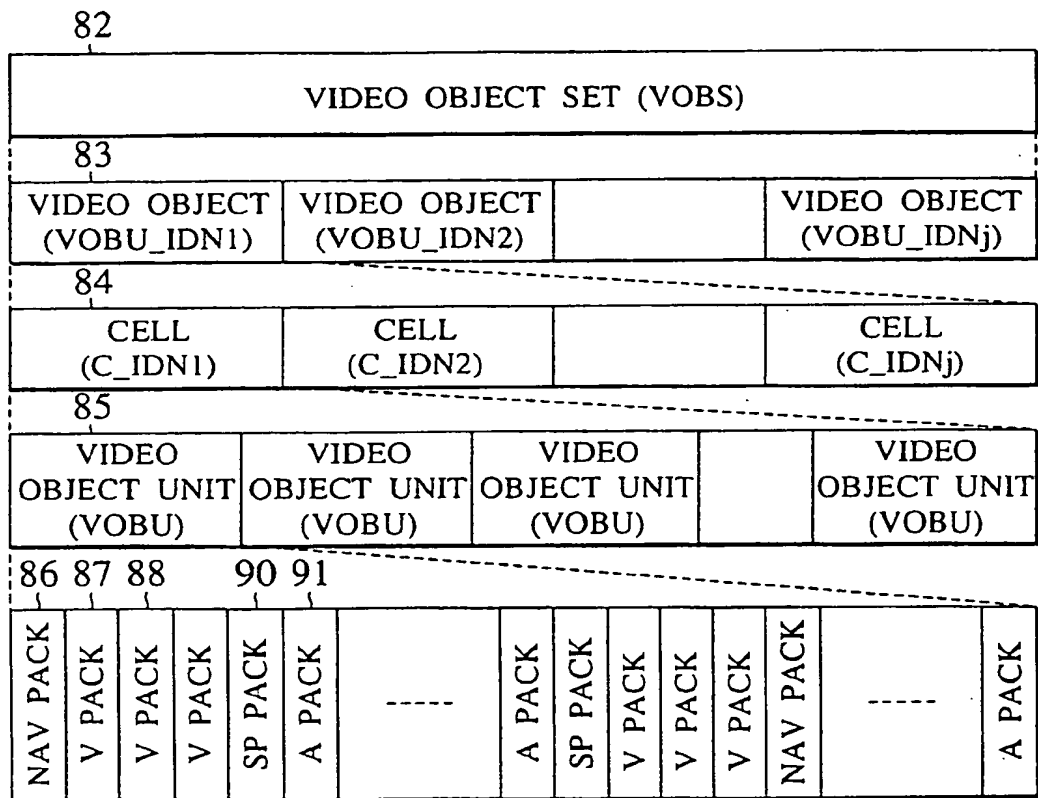 82
VIDEO OBJECT SET (VOBS)
83
VIDEO OBJECT
(VOBU_IDN1)
VIDEO OBJECT
(VOBU_IDN2)
VIDEO OBJECT
(VOBU_IDNj)
84
CELL
(C_IDN1)
CELL
(C_IDN2)
CELL
(C_IDNj)
85
VIDEO
OBJECT UNIT
(VOBU)
VIDEO
OBJECT UNIT
(VOBU)
VIDEO
OBJECT UNIT
(VOBU)
VIDEO
OBJECT UNIT
(VOBU)
86 87 88 90 91
NAV PACK
V PACK
V PACK
V PACK
SP PACK
A PACK
A PACK
SP PACK
V PACK
V PACK
V PACK
NAV PACK
A PACK